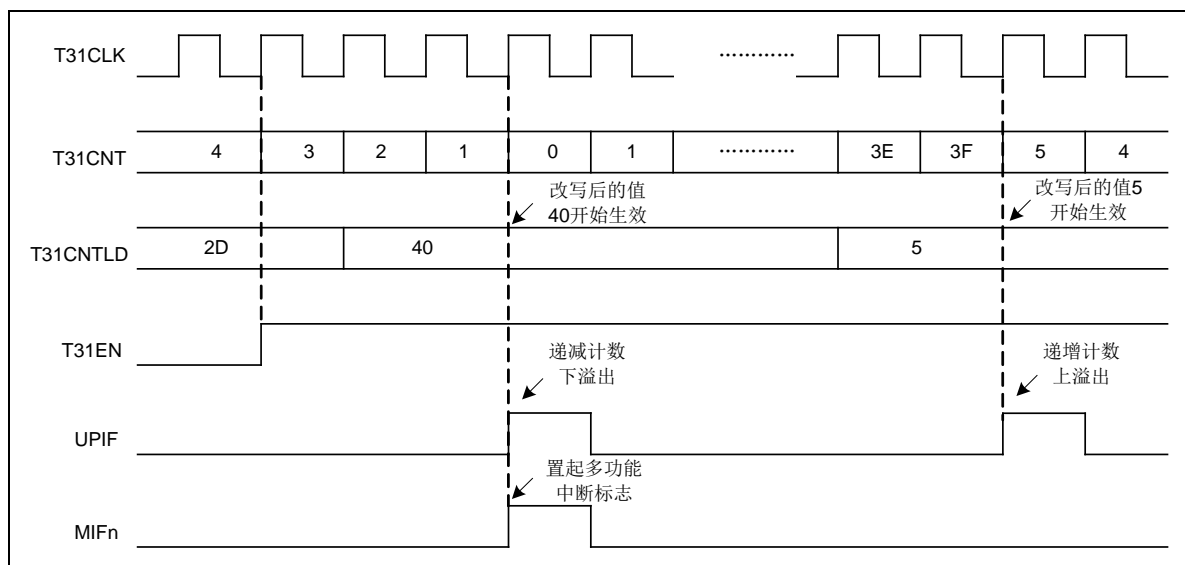 T31CLK
…………
T31CNT
4 3 2 1 0 1 ………… 3E 3F 5 4
改写后的值
40开始生效
改写后的值5
开始生效
T31CNTLD
2D 40 5
T31EN
递减计数
下溢出
递增计数
上溢出
UPIF
置起多功能
中断标志
MIFn